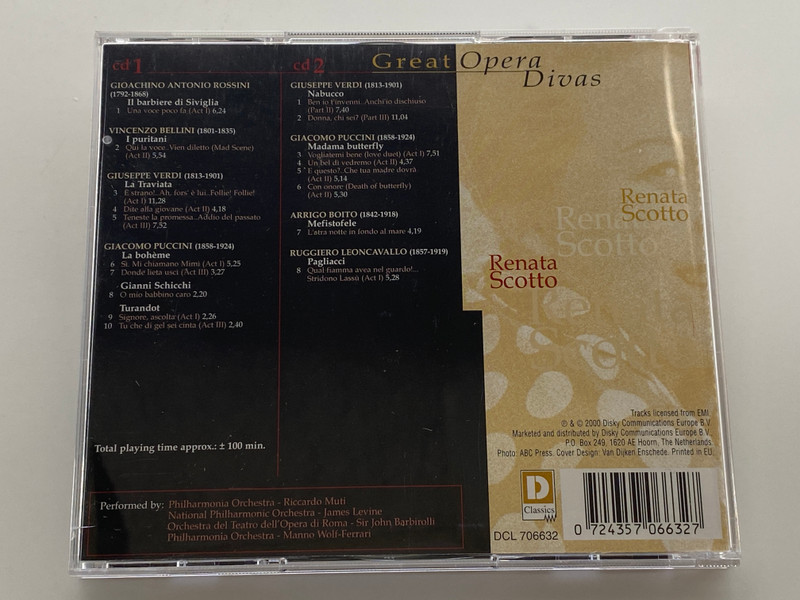 Great Opera
Divas
cd 1
GIOACHINO ANTONIO ROSSINI
(1792-1868)
Il barbiere di Siviglia
1 Una voce poco fa (Act I) 6,24
VINCENZO BELLINI (1801-1835)
I puritani
2 Qui la voce..Vien diletto (Mad Scene)
(Act II) 5,54
GIUSEPPE VERDI (1813-1901)
La Traviata
3 E strano!..Ah, fors' è lui..Follie! Follie!
(Act I) 11,28
4 Dite alla giovare (Act II) 4,18
5 Teneste la promessa..Addio del passato
(Act III) 7,52
GIACOMO PUCCINI (1858-1924)
La bohème
6 Si. Mi chiamano Mimi (Act I) 5,25
7 Donde lieta usci (Act III) 3,27
Gianni Schicchi
8 O mio babbino caro 2,20
Turandot
9 Signore, ascolta (Act I) 2,26
10 Tu che di gel sei cinta (Act III) 2,40
cd 2
GIUSEPPE VERDI (1813-1901)
Nabucco
1 Ben io t'invenni..Anch'io dischiuso
(Part II) 7,40
2 Donna, chi sei? (Part III) 11,04
GIACOMO PUCCINI (1858-1924)
Madama butterfly
3 Vogliatemi bene (love duet) (Act I) 7,51
4 Un bel di vedremo (Act II) 4,37
5 E questo?..Che tua madre dovrà
(Act II) 5,14
6 Con onore (Death of butterfly)
(Act II) 5,30
ARRIGO BOITO (1842-1918)
Mefistofele
7 L'atra notte in fondo al mare 4,19
RUGGIERO LEONCAVALLO (1857-1919)
Pagliacci
8 Qual fiamma avea nel guardo!...
Stridono Lassù (Act I) 5,28
Renata
Scotto
Renata
Scotto
Renata
Scotto
Total playing time approx.: ± 100 min.
Performed by: Philharmonia Orchestra - Riccardo Muti
National Philharmonic Orchestra - James Levine
Orchestra del Teatro dell'Opera di Roma - Sir John Barbirolli
Philharmonia Orchestra - Manno Wolf-Ferrari
Tracks licensed from EMI
℗ & © 2000 Disky Communications Europe B.V.
Marketed and distributed by Disky Communications Europe B.V.,
P.O. Box 249, 1620 AE Hoorn, The Netherlands
Photo: ABC Press. Cover Design: Van Dijken Enschede. Printed in EU.
D
Classics
DCL 706632
0 724357 066327